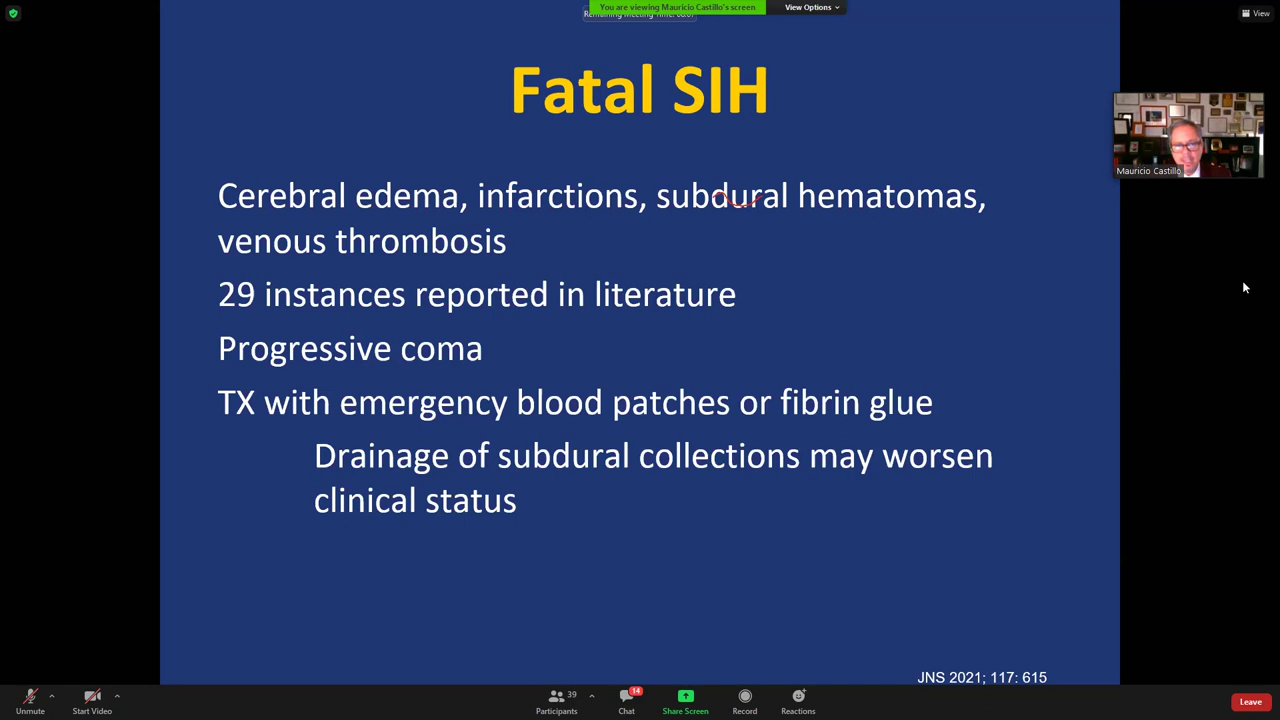 You are viewing Mauricio Castillo's screen
View Options
View
Fatal SIH
Mauricio Castillo
Cerebral edema, infarctions, subdural hematomas,
venous thrombosis
29 instances reported in literature
Progressive coma
TX with emergency blood patches or fibrin glue
Drainage of subdural collections may worsen
clinical status
JNS 2021; 117: 615
Unmute
Start Video
Participants
39
Chat
14
Share Screen
Record
Reactions
Leave